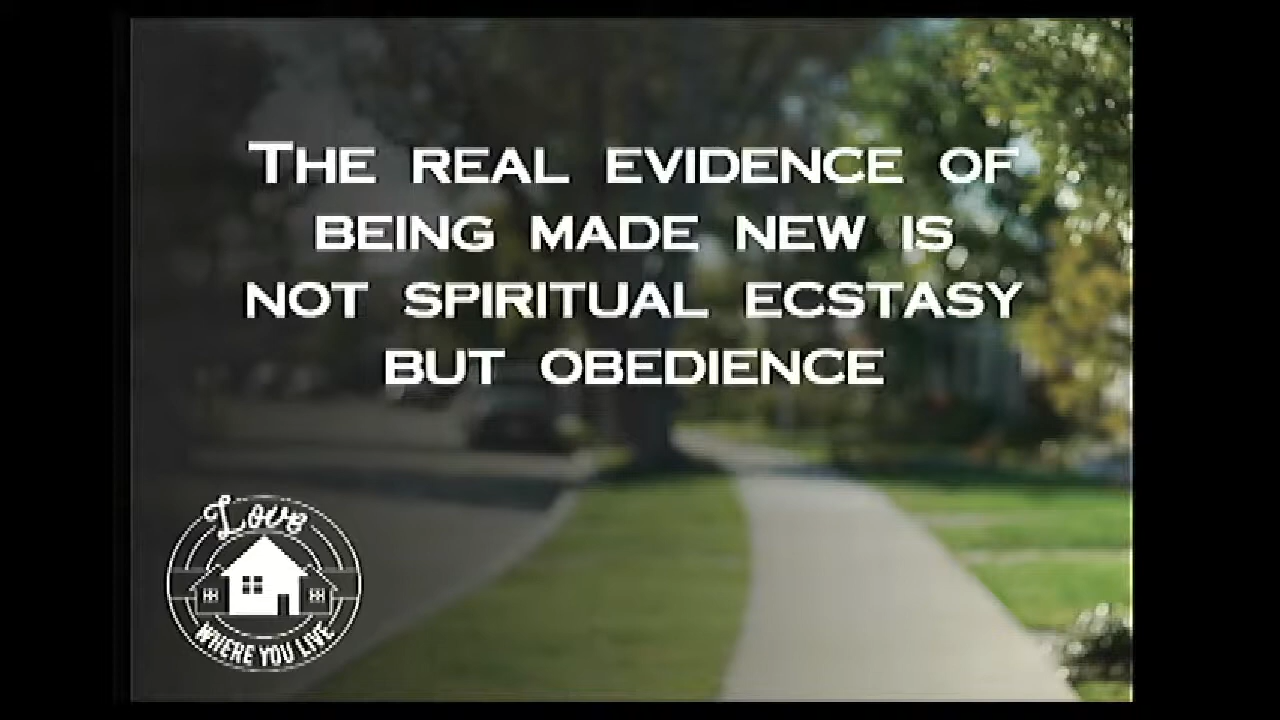 THE REAL EVIDENCE OF
BEING MADE NEW IS
NOT SPIRITUAL ECSTASY
BUT OBEDIENCE
Love
WHERE YOU LIVE